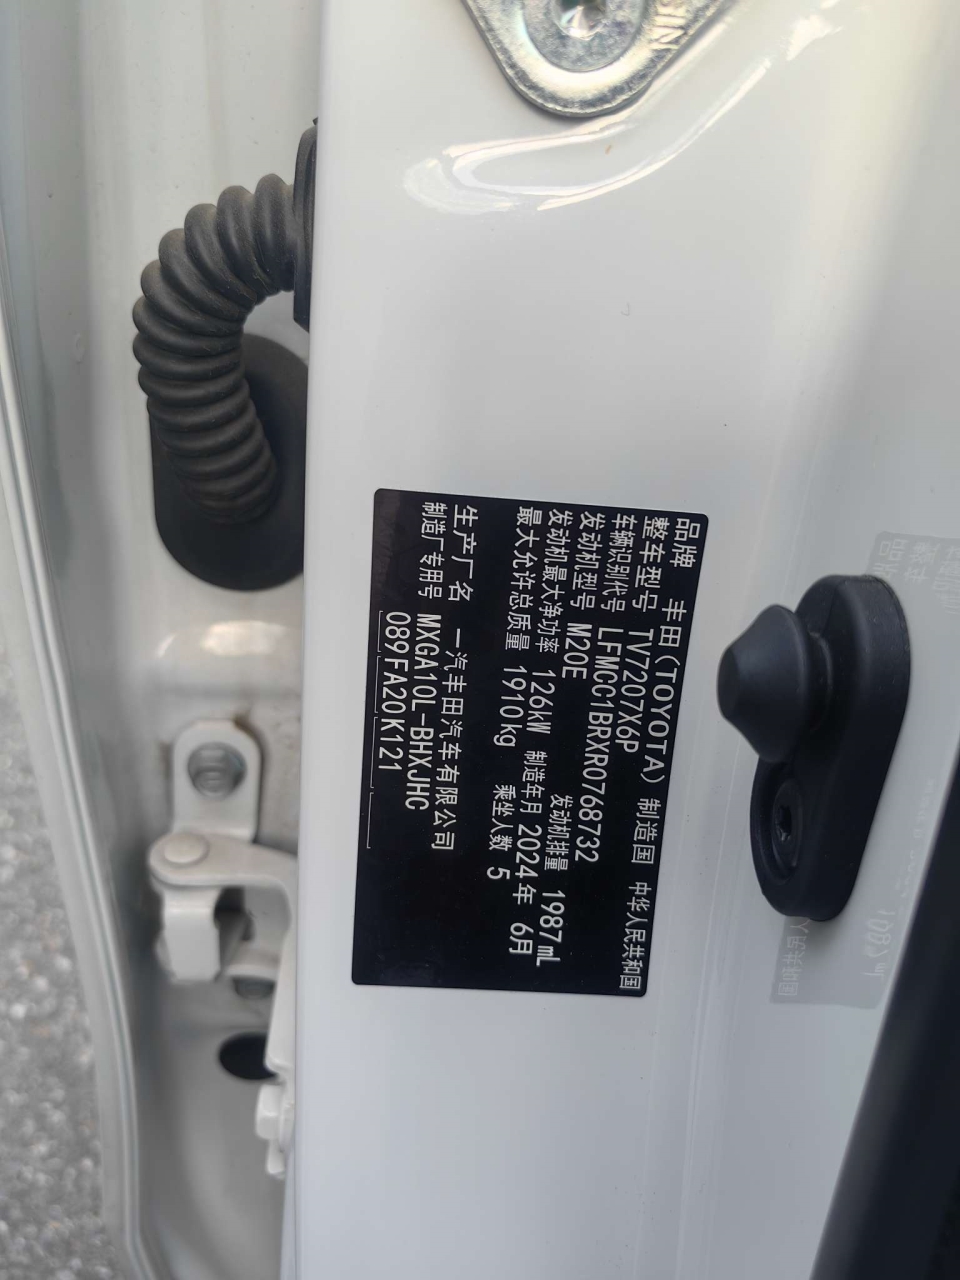 品牌 丰田(TOYOTA) 制造国 中华人民共和国
整车型号 TV7207X6P
车辆识别代号 LFMCC1BRXR0768732
发动机型号 M20E 发动机排量 1987mL
发动机最大净功率 126kW 制造年月 2024年 6月
最大允许总质量 1910kg 乘坐人数 5
生产厂名 一汽丰田汽车有限公司
制造厂专用号 MXGA10L-BHXJHC
089FA20K121